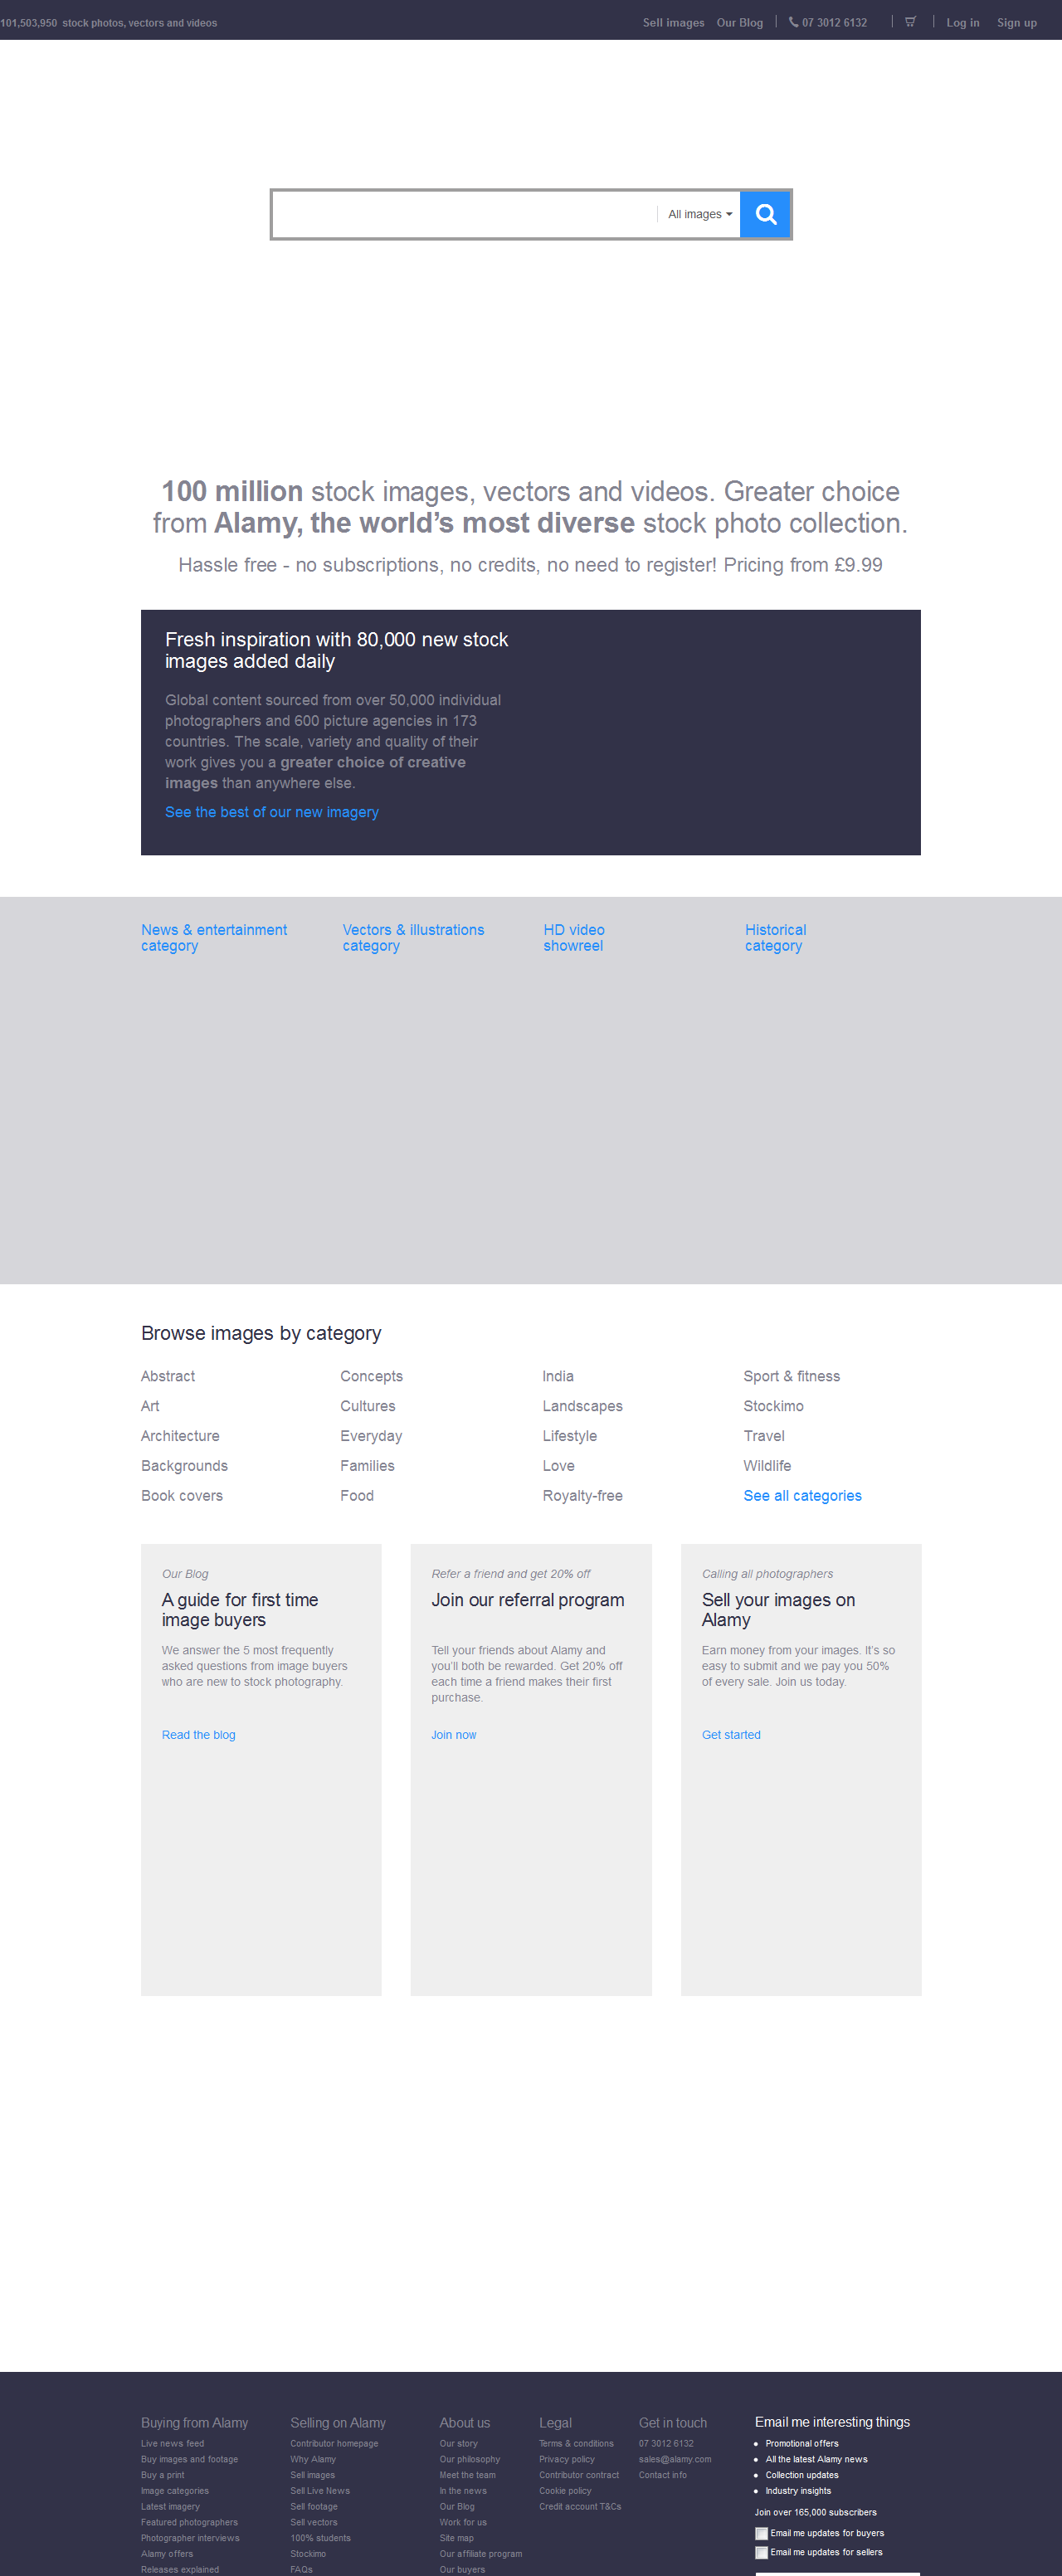 101,503,950 stock photos, vectors and videos
Sell images Our Blog 07 3012 6132 Log in Sign up
All images
100 million stock images, vectors and videos. Greater choice
from Alamy, the world's most diverse stock photo collection.
Hassle free - no subscriptions, no credits, no need to register! Pricing from £9.99
Fresh inspiration with 80,000 new stock
images added daily
Global content sourced from over 50,000 individual
photographers and 600 picture agencies in 173
countries. The scale, variety and quality of their
work gives you a greater choice of creative
images than anywhere else.
See the best of our new imagery
News & entertainment
category
Vectors & illustrations
category
HD video
showreel
Historical
category
Browse images by category
Abstract
Art
Architecture
Backgrounds
Book covers
Concepts
Cultures
Everyday
Families
Food
India
Landscapes
Lifestyle
Love
Royalty-free
Sport & fitness
Stockimo
Travel
Wildlife
See all categories
Our Blog
A guide for first time
image buyers
We answer the 5 most frequently
asked questions from image buyers
who are new to stock photography.
Read the blog
Refer a friend and get 20% off
Join our referral program
Tell your friends about Alamy and
you'll both be rewarded. Get 20% off
each time a friend makes their first
purchase.
Join now
Calling all photographers
Sell your images on
Alamy
Earn money from your images. It's so
easy to submit and we pay you 50%
of every sale. Join us today.
Get started
Buying from Alamy
Live news feed
Buy images and footage
Buy a print
Image categories
Latest imagery
Featured photographers
Photographer interviews
Alamy offers
Releases explained
Selling on Alamy
Contributor homepage
Why Alamy
Sell images
Sell Live News
Sell footage
Sell vectors
100% students
Stockimo
FAQs
About us
Our story
Our philosophy
Meet the team
In the news
Our Blog
Work for us
Site map
Our affiliate program
Our buyers
Legal
Terms & conditions
Privacy policy
Contributor contract
Cookie policy
Credit account T&Cs
Get in touch
07 3012 6132
sales@alamy.com
Contact info
Email me interesting things
Promotional offers
All the latest Alamy news
Collection updates
Industry insights
Join over 165,000 subscribers
Email me updates for buyers
Email me updates for sellers